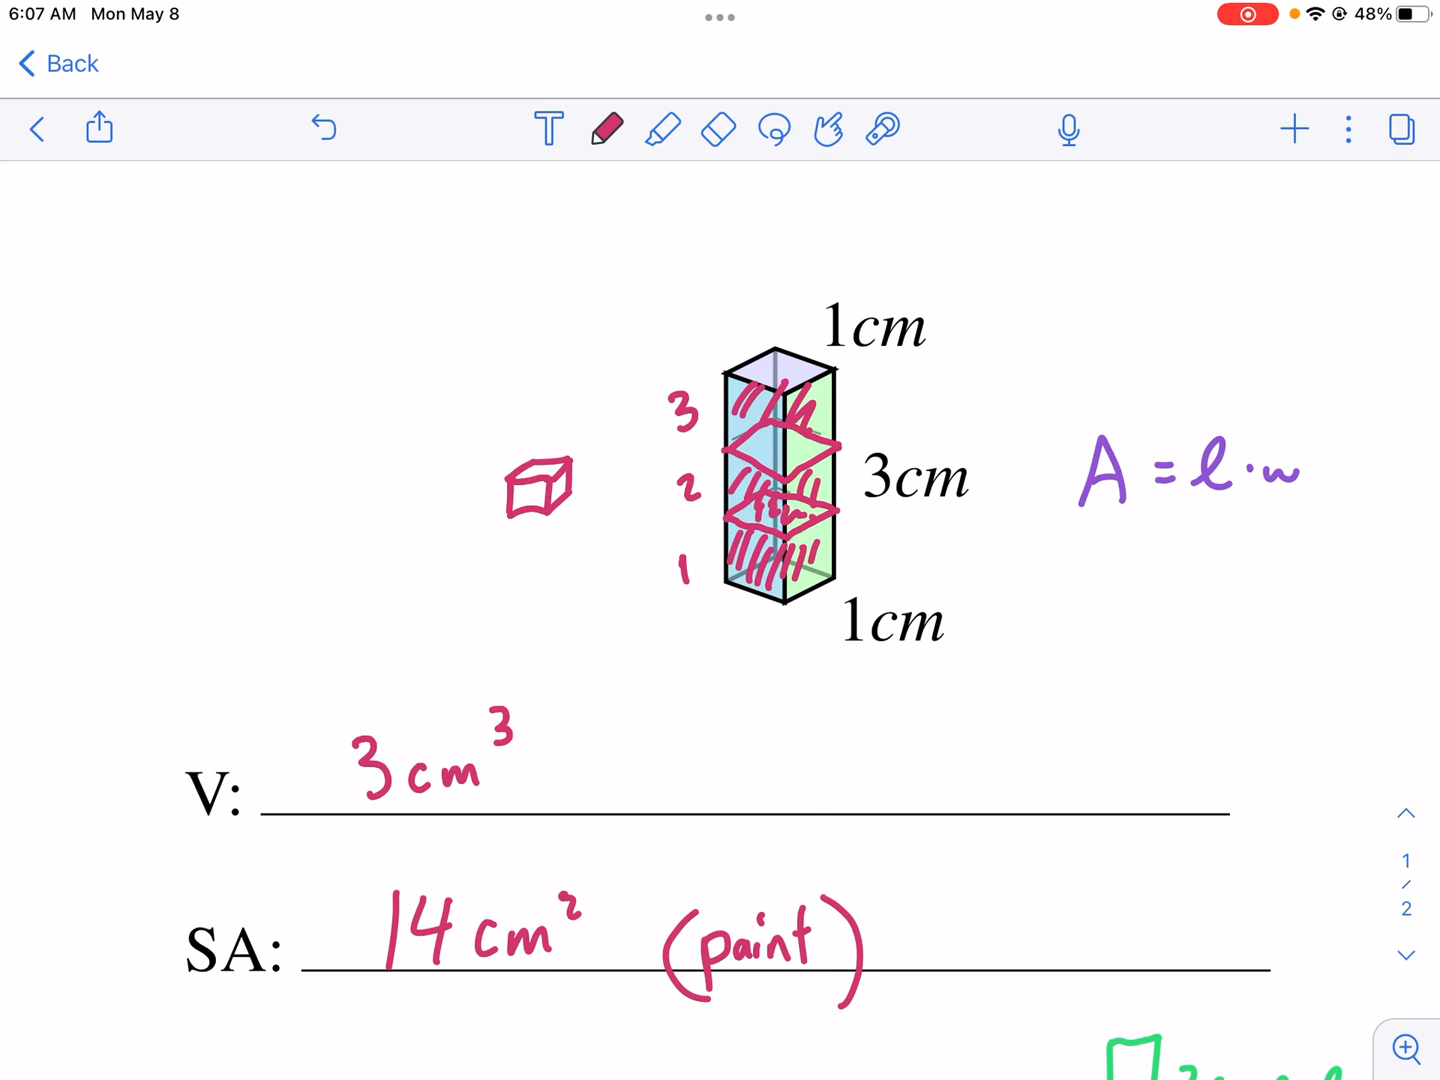 6:07 AM Mon May 8
48%
Back
1cm
3
2
3cm
A = l · w
1
1cm
V: 3 cm³
1
/
2
SA: 14 cm² (paint)